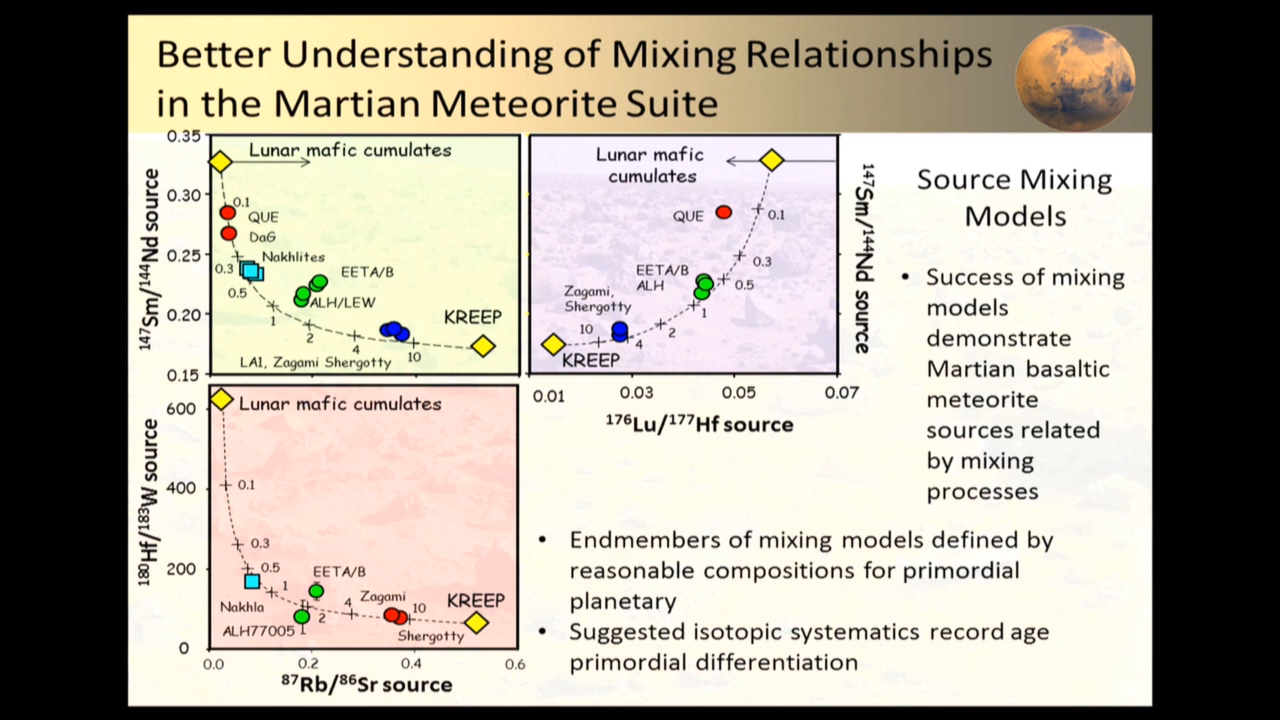 Better Understanding of Mixing Relationships
in the Martian Meteorite Suite
147Sm/144Nd source
0.35
0.30
0.25
0.20
0.15
Lunar mafic cumulates
0.1
QUE
DaG
Nakhlites
0.3
EETA/B
0.5
ALH/LEW
KREEP
1
2
4
10
LA1, Zagami Shergotty
Lunar mafic
cumulates
QUE
0.1
0.3
EETA/B
ALH
0.5
Zagami,
Shergotty
1
10
2
4
KREEP
147Sm/144Nd source
0.01
0.03
0.05
0.07
176Lu/177Hf source
180Hf/183W source
600
400
200
0
Lunar mafic cumulates
0.1
0.3
0.5
EETA/B
1
Zagami
KREEP
Nakhla
4
10
2
ALH77005
Shergotty
0.0
0.2
0.4
0.6
87Rb/86Sr source
Source Mixing
Models
• Success of mixing
models
demonstrate
Martian basaltic
meteorite
sources related
by mixing
processes
• Endmembers of mixing models defined by
reasonable compositions for primordial
planetary
• Suggested isotopic systematics record age
primordial differentiation